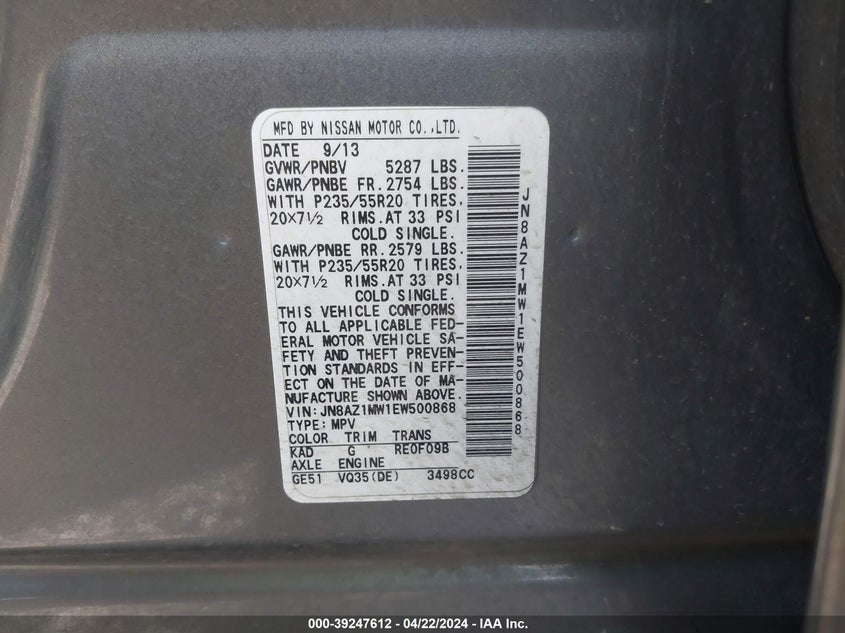 MFD BY NISSAN MOTOR CO.,LTD.
DATE 9/13
GVWR/PNBV 5287 LBS.
GAWR/PNBE FR.2754 LBS.
WITH P235/55R20 TIRES,
20×7½ RIMS.AT 33 PSI
COLD SINGLE.
GAWR/PNBE RR.2579 LBS.
WITH P235/55R20 TIRES,
20×7½ RIMS.AT 33 PSI
COLD SINGLE.
THIS VEHICLE CONFORMS
TO ALL APPLICABLE FED-
ERAL MOTOR VEHICLE SA-
FETY AND THEFT PREVEN-
TION STANDARDS IN EFF-
ECT ON THE DATE OF MA-
NUFACTURE SHOWN ABOVE.
VIN:JN8AZ1MW1EW500868
TYPE:MPV
COLOR TRIM TRANS
KAD G RE0F09B
AXLE ENGINE
GE51 VQ35(DE) 3498CC
JN8AZ1MW1EW500868
000-39247612 - 04/22/2024 - IAA Inc.